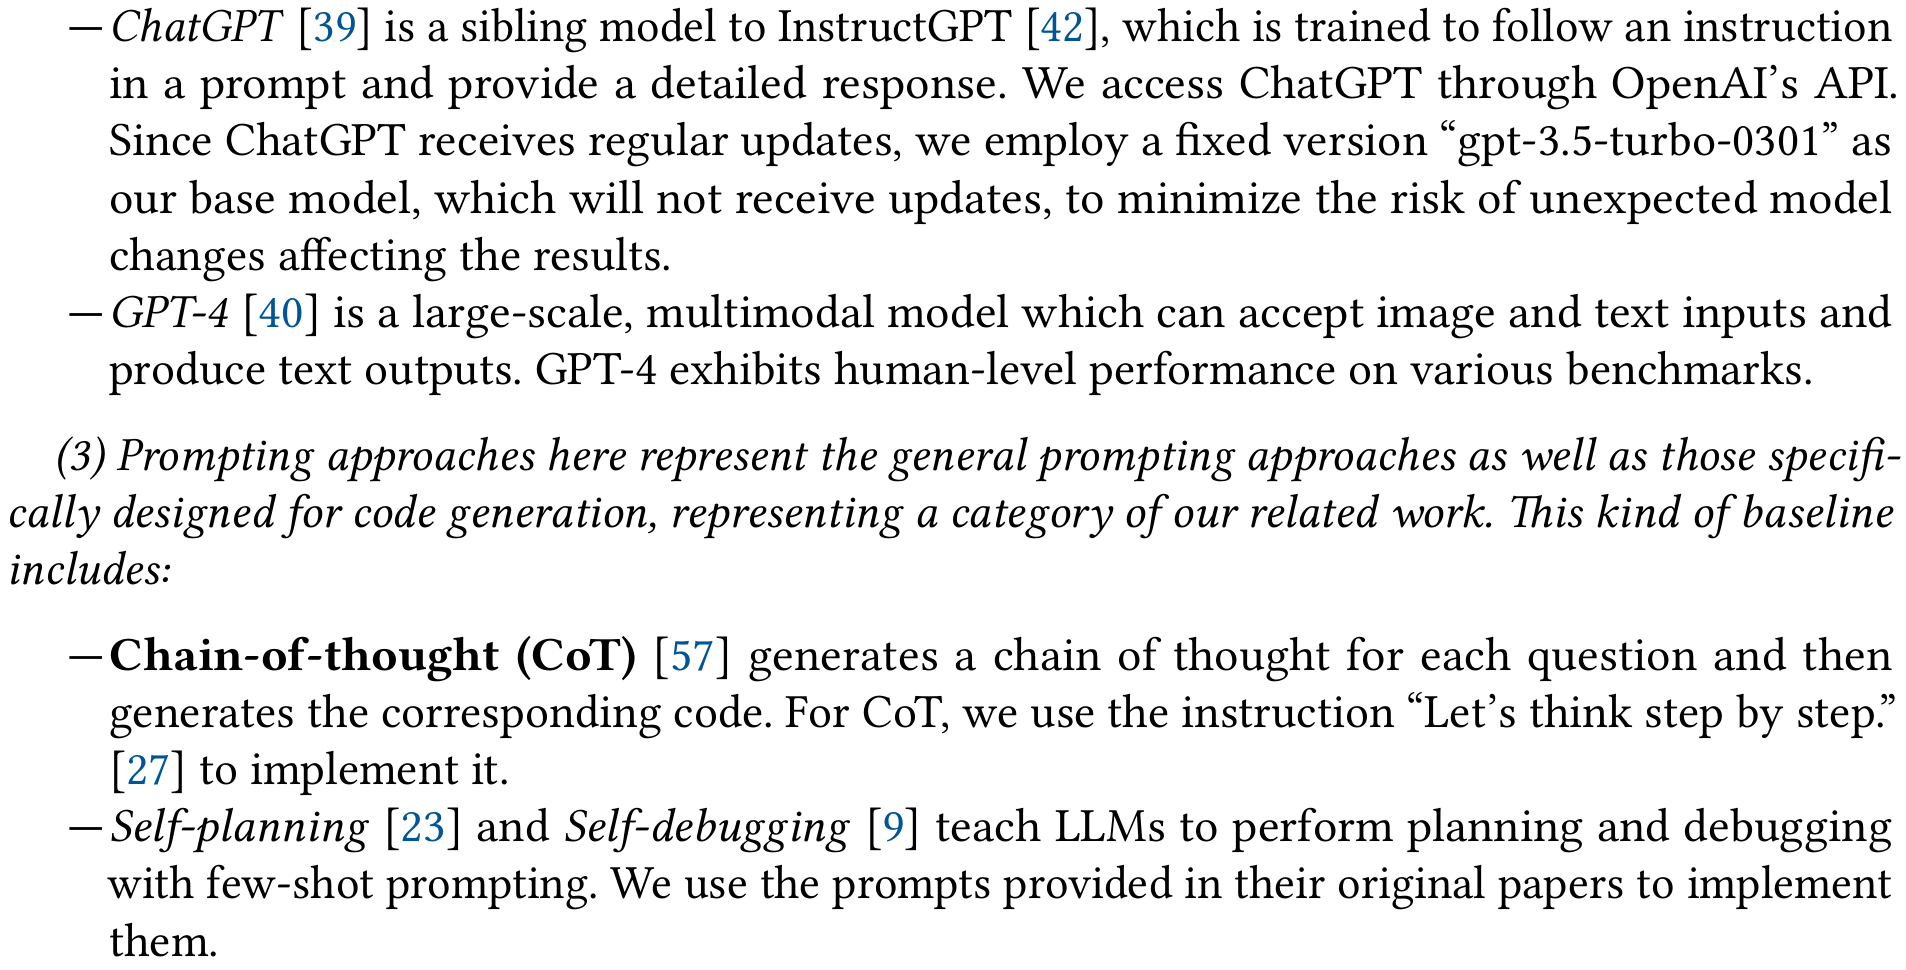 — ChatGPT [39] is a sibling model to InstructGPT [42], which is trained to follow an instruction
in a prompt and provide a detailed response. We access ChatGPT through OpenAI’s API.
Since ChatGPT receives regular updates, we employ a fixed version “gpt-3.5-turbo-0301” as
our base model, which will not receive updates, to minimize the risk of unexpected model
changes affecting the results.
— GPT-4 [40] is a large-scale, multimodal model which can accept image and text inputs and
produce text outputs. GPT-4 exhibits human-level performance on various benchmarks.
(3) Prompting approaches here represent the general prompting approaches as well as those specifi-
cally designed for code generation, representing a category of our related work. This kind of baseline
includes:
— Chain-of-thought (CoT) [57] generates a chain of thought for each question and then
generates the corresponding code. For CoT, we use the instruction “Let’s think step by step.”
[27] to implement it.
— Self-planning [23] and Self-debugging [9] teach LLMs to perform planning and debugging
with few-shot prompting. We use the prompts provided in their original papers to implement
them.